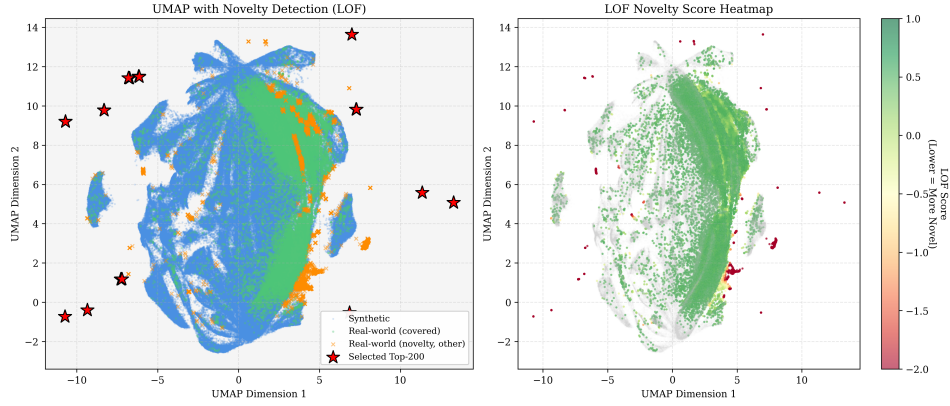 UMAP with Novelty Detection (LOF)
UMAP Dimension 2
14
12
10
8
6
4
2
0
−2
−10
−5
0
5
10
UMAP Dimension 1
Synthetic
Real-world (covered)
Real-world (novelty, other)
Selected Top-200
LOF Novelty Score Heatmap
UMAP Dimension 2
14
12
10
8
6
4
2
0
−2
−10
−5
0
5
10
UMAP Dimension 1
1.0
0.5
0.0
−0.5
−1.0
−1.5
−2.0
LOF Score
(Lower = More Novel)